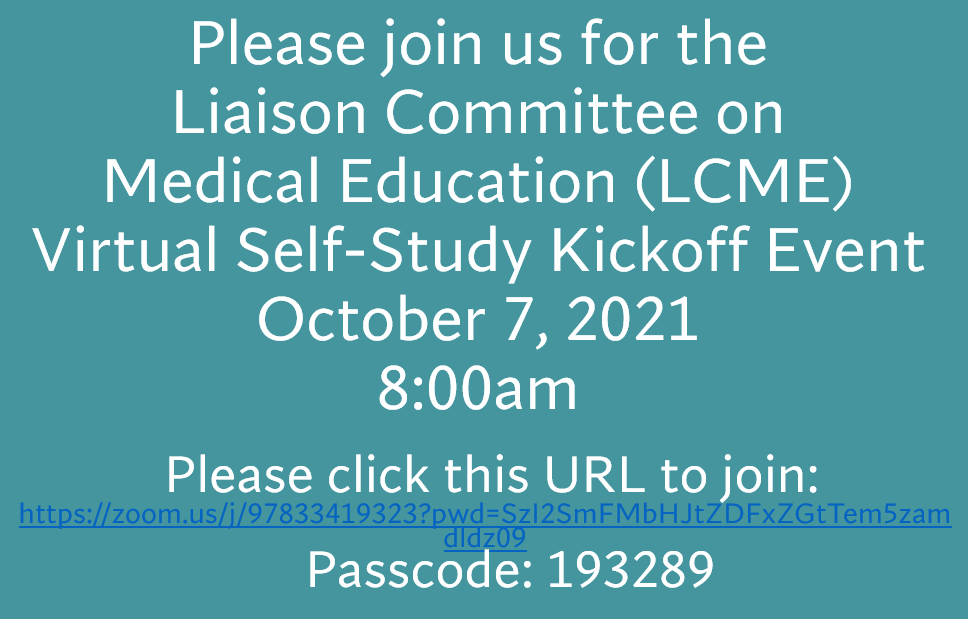 Please join us for the
Liaison Committee on
Medical Education (LCME)
Virtual Self-Study Kickoff Event
October 7, 2021
8:00am
Please click this URL to join:
https://zoom.us/j/97833419323?pwd=SzI2SmFMbHJtZDFxZGtTem5zam
dldz09
Passcode: 193289